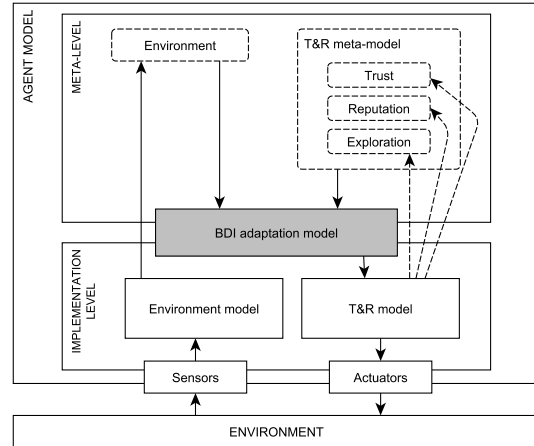 AGENT MODEL
META-LEVEL
Environment
T&R meta-model
Trust
Reputation
Exploration
BDI adaptation model
IMPLEMENTATION
LEVEL
Environment model
T&R model
Sensors
Actuators
ENVIRONMENT